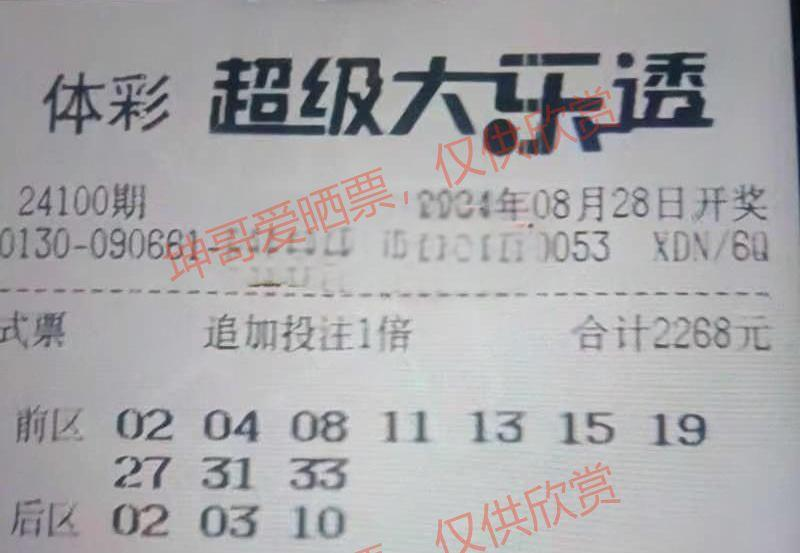 体彩 超级大乐透
24100期 2024年08月28日开奖
0130-090661- 0053 XDN/6Q
式票 追加投注1倍 合计2268元
前区 02 04 08 11 13 15 19
27 31 33
后区 02 03 10
坤哥爱晒票,仅供欣赏
仅供欣赏